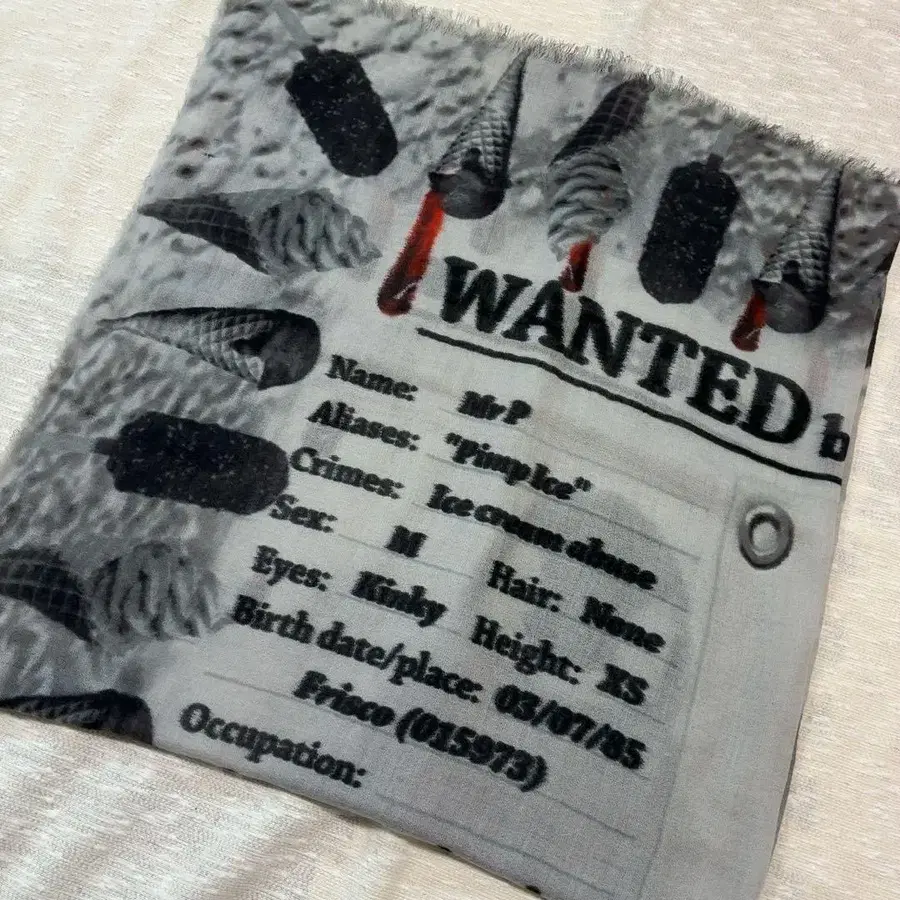 WANTED b
Name: Mr P
Aliases: "Pimp Ice"
Crimes: Ice cream abuse
Sex: M Hair: None
Eyes: Kinky Height: XS
Birth date/place: 03/07/85
Frisco (015973)
Occupation: